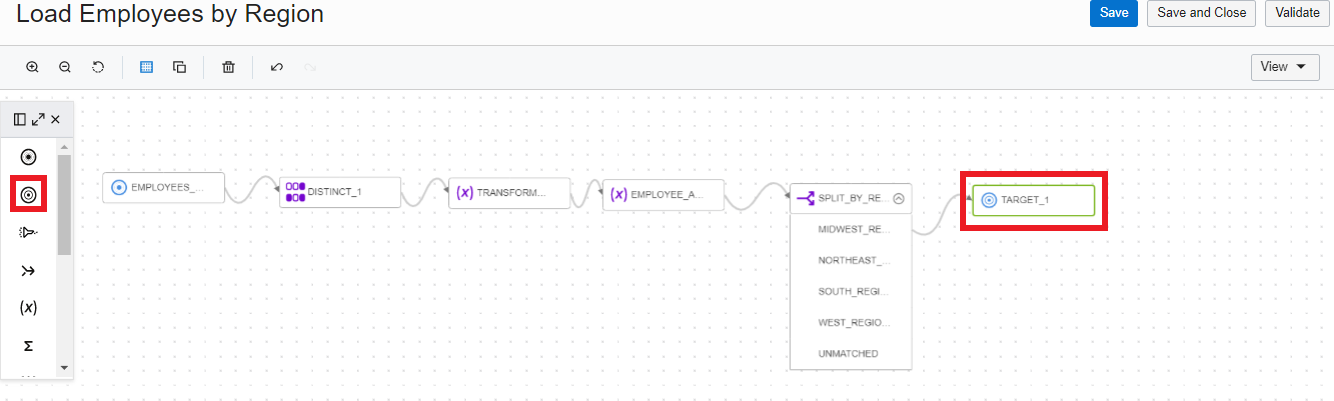 Load Employees by Region
Save
Save and Close
Validate
View
(x)
Σ
EMPLOYEES_...
DISTINCT_1
(x) TRANSFORM...
(x) EMPLOYEE_A...
SPLIT_BY_RE...
MIDWEST_RE...
NORTHEAST_...
SOUTH_REGI...
WEST_REGIO...
UNMATCHED
TARGET_1